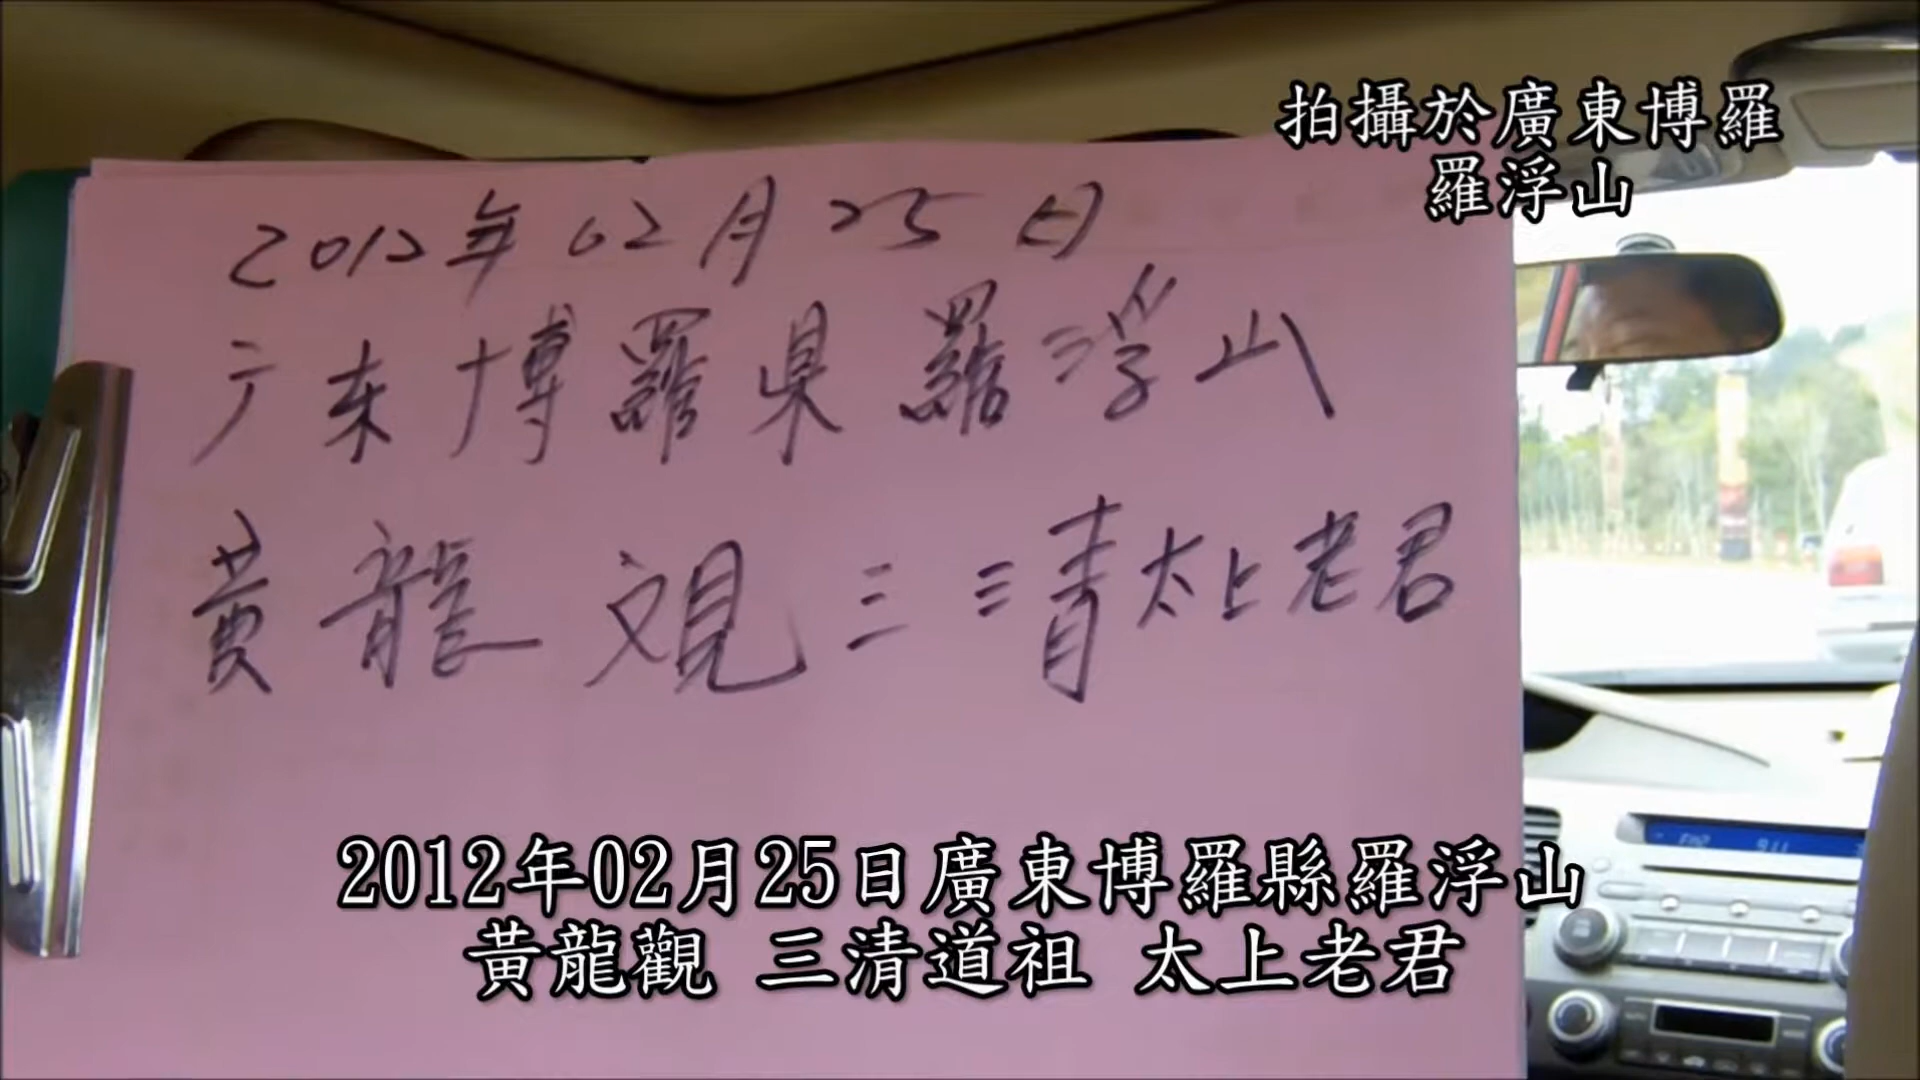 拍攝於廣東博羅
羅浮山
2012年02月25日
广东博羅県羅浮山
黄龍观三清太上老君
2012年02月25日廣東博羅縣羅浮山
黃龍觀 三清道祖 太上老君
FM2 911